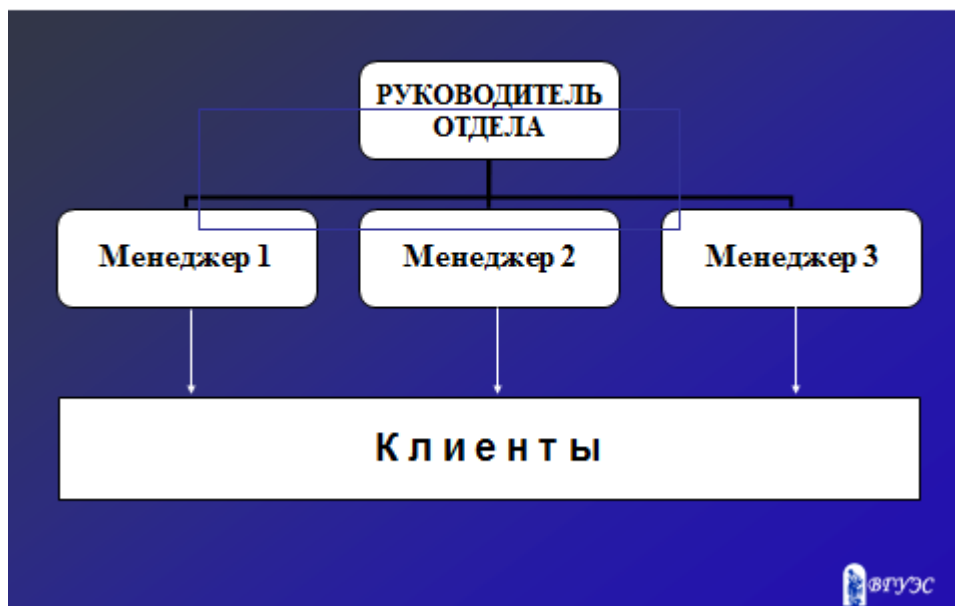 РУКОВОДИТЕЛЬ
ОТДЕЛА
Менеджер 1
Менеджер 2
Менеджер 3
Клиенты
ВГУЭС